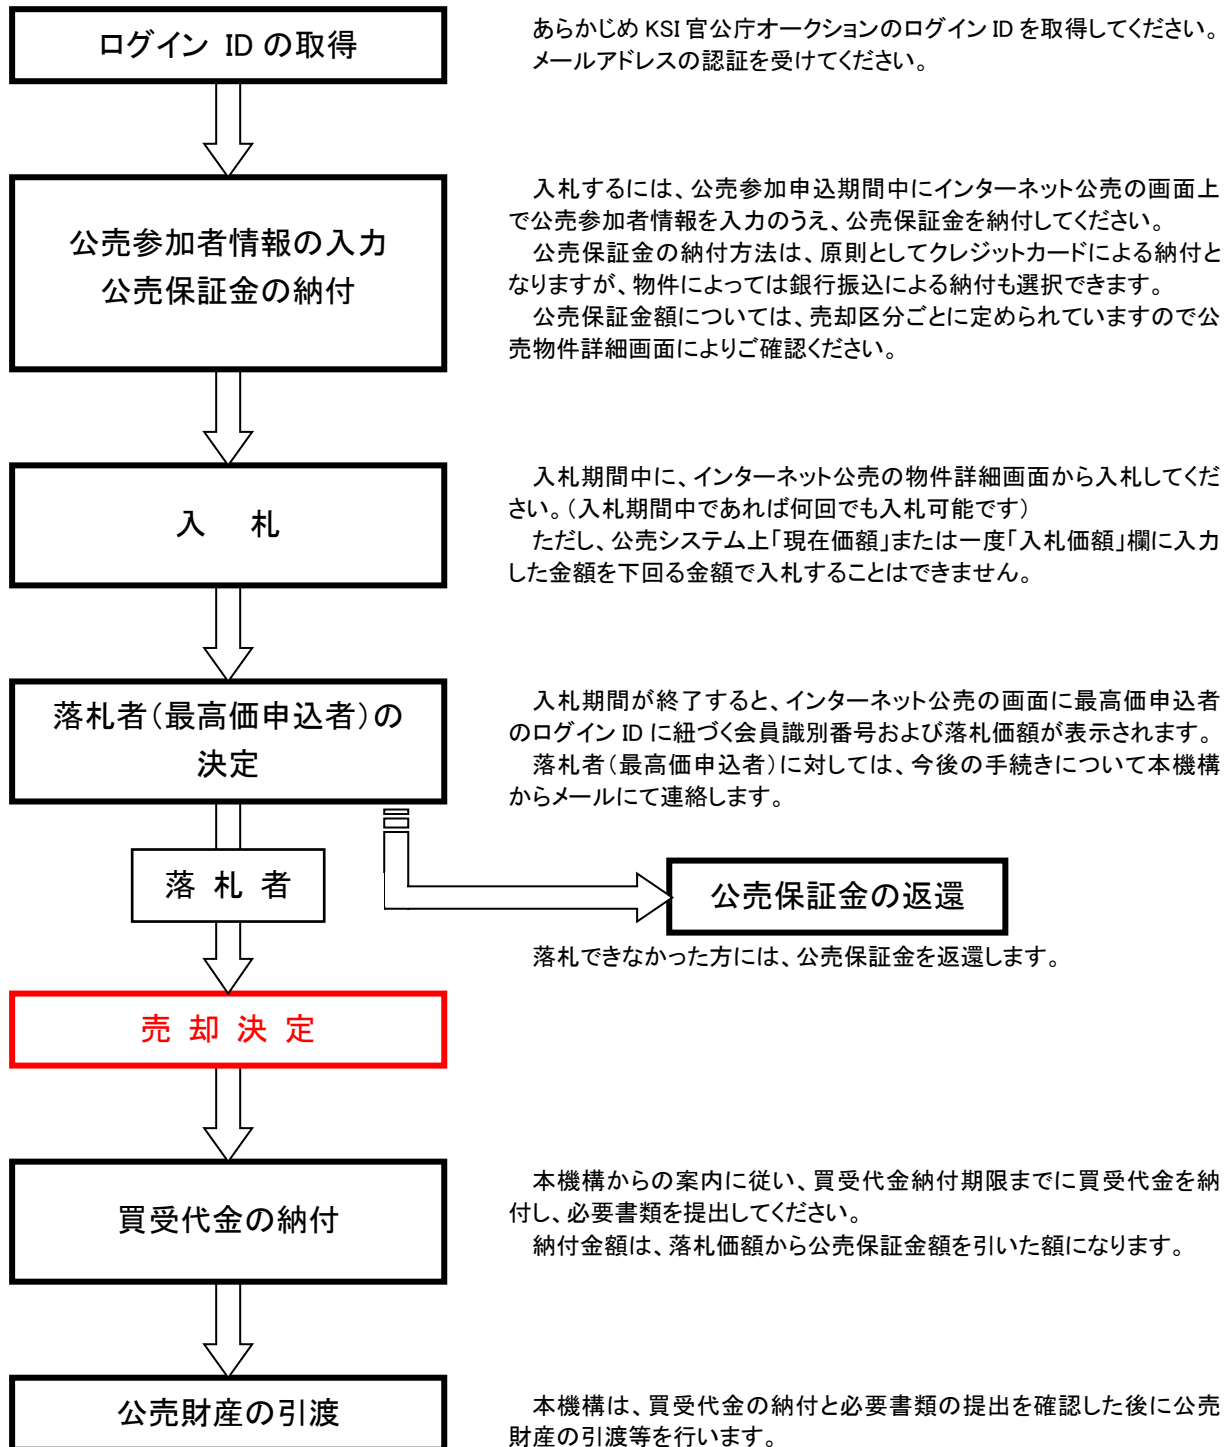 ログイン ID の取得
あらかじめ KSI 官公庁オークションのログイン ID を取得してください。
メールアドレスの認証を受けてください。
公売参加者情報の入力
公売保証金の納付
入札するには、公売参加申込期間中にインターネット公売の画面上
で公売参加者情報を入力のうえ、公売保証金を納付してください。
公売保証金の納付方法は、原則としてクレジットカードによる納付と
なりますが、物件によっては銀行振込による納付も選択できます。
公売保証金額については、売却区分ごとに定められていますので公
売物件詳細画面によりご確認ください。
入 札
入札期間中に、インターネット公売の物件詳細画面から入札してくだ
さい。（入札期間中であれば何回でも入札可能です）
ただし、公売システム上「現在価額」または一度「入札価額」欄に入力
した金額を下回る金額で入札することはできません。
落札者（最高価申込者）の
決定
入札期間が終了すると、インターネット公売の画面に最高価申込者
のログイン ID に紐づく会員識別番号および落札価額が表示されます。
落札者（最高価申込者）に対しては、今後の手続きについて本機構
からメールにて連絡します。
落 札 者
公売保証金の返還
落札できなかった方には、公売保証金を返還します。
売 却 決 定
買受代金の納付
本機構からの案内に従い、買受代金納付期限までに買受代金を納
付し、必要書類を提出してください。
納付金額は、落札価額から公売保証金額を引いた額になります。
公売財産の引渡
本機構は、買受代金の納付と必要書類の提出を確認した後に公売
財産の引渡等を行います。